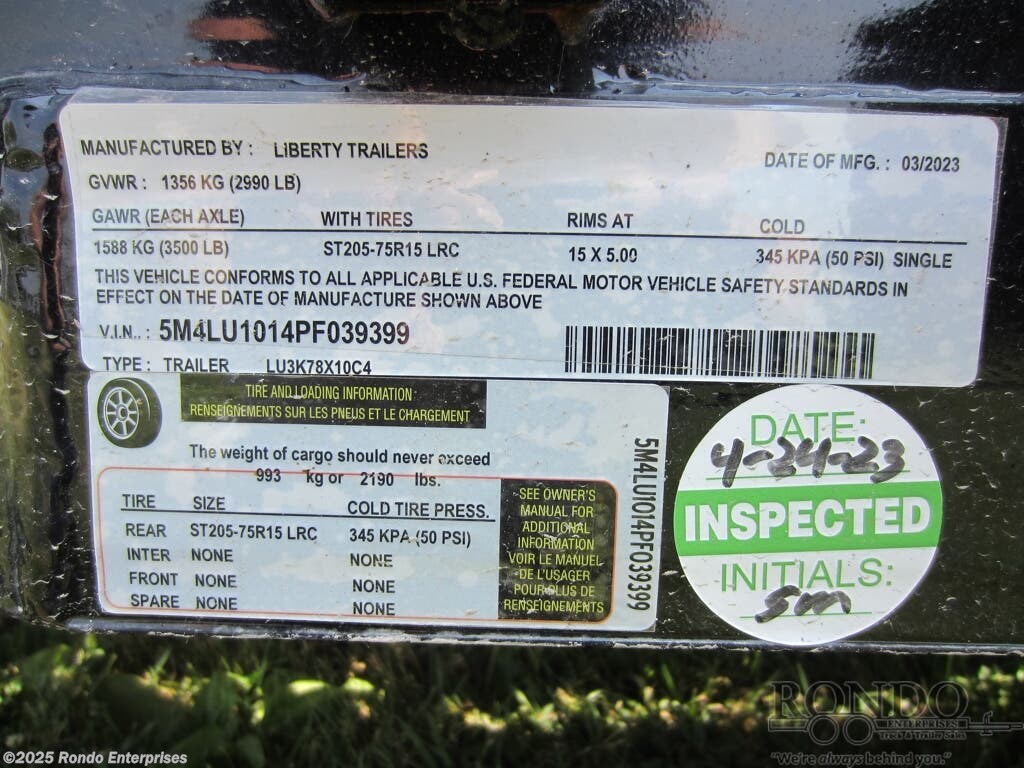 MANUFACTURED BY : LIBERTY TRAILERS
DATE OF MFG. : 03/2023
GVWR : 1356 KG (2990 LB)
GAWR (EACH AXLE) WITH TIRES RIMS AT COLD
1588 KG (3500 LB) ST205-75R15 LRC 15 X 5.00 345 KPA (50 PSI) SINGLE
THIS VEHICLE CONFORMS TO ALL APPLICABLE U.S. FEDERAL MOTOR VEHICLE SAFETY STANDARDS IN
EFFECT ON THE DATE OF MANUFACTURE SHOWN ABOVE
V.I.N.. : 5M4LU1014PF039399
TYPE : TRAILER LU3K78X10C4
TIRE AND LOADING INFORMATION
RENSEIGNEMENTS SUR LES PNEUS ET LE CHARGEMENT
The weight of cargo should never exceed
993 kg or 2190 lbs.
TIRE SIZE COLD TIRE PRESS.
REAR ST205-75R15 LRC 345 KPA (50 PSI)
INTER NONE NONE
FRONT NONE NONE
SPARE NONE NONE
SEE OWNER'S
MANUAL FOR
ADDITIONAL
INFORMATION
VOIR LE MANUEL
DE L'USAGER
POUR PLUS DE
RENSEIGNEMENTS
5M4LU1014PF039399
DATE:
4-24-23
INSPECTED
INITIALS:
sm
RONDO
ENTERPRISES
Truck & Trailer Sales
"We're always behind you."
©2025 Rondo Enterprises